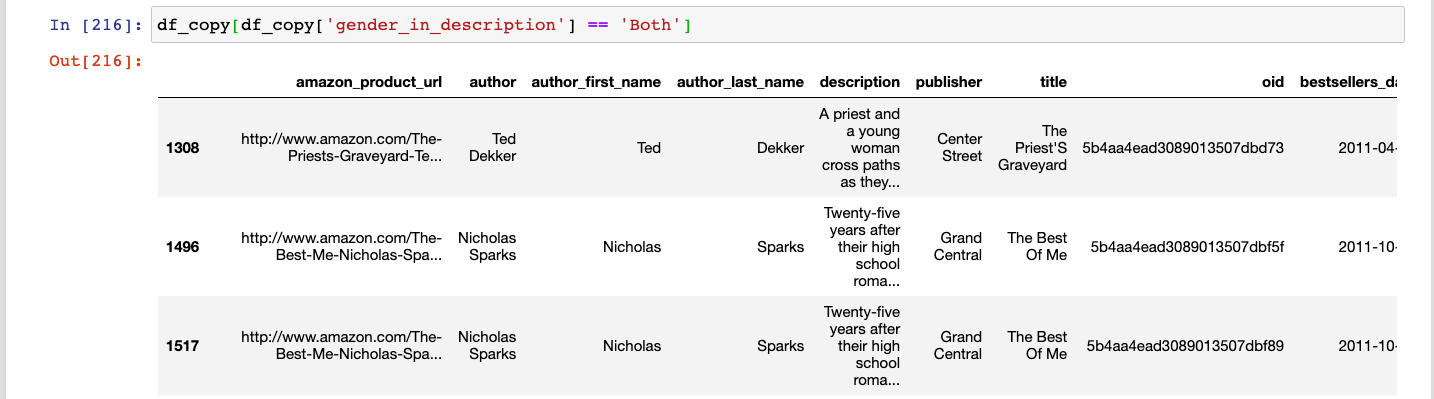 In [216]: df_copy[df_copy['gender_in_description'] == 'Both']
Out[216]:
amazon_product_url author author_first_name author_last_name description publisher title oid bestsellers_da
1308 http://www.amazon.com/The-Priests-Graveyard-Te... Ted Dekker Ted Dekker A priest and a young woman cross paths as they... Center Street The Priest'S Graveyard 5b4aa4ead3089013507dbd73 2011-04-
1496 http://www.amazon.com/The-Best-Me-Nicholas-Spa... Nicholas Sparks Nicholas Sparks Twenty-five years after their high school roma... Grand Central The Best Of Me 5b4aa4ead3089013507dbf5f 2011-10-
1517 http://www.amazon.com/The-Best-Me-Nicholas-Spa... Nicholas Sparks Nicholas Sparks Twenty-five years after their high school roma... Grand Central The Best Of Me 5b4aa4ead3089013507dbf89 2011-10-